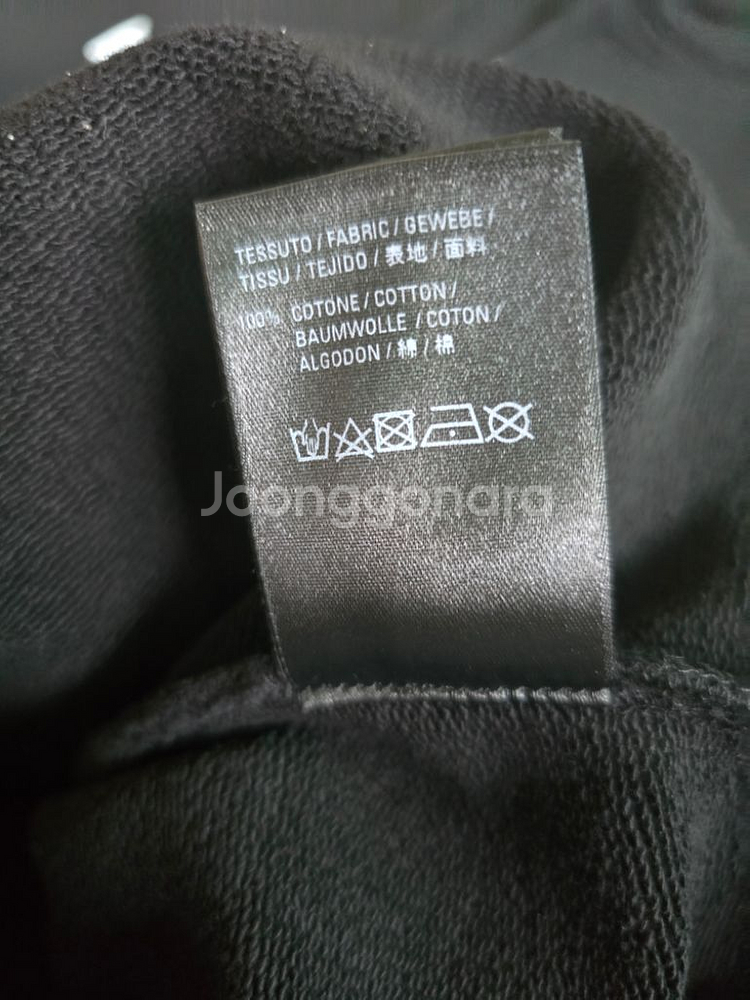 TESSUTO / FABRIC / GEWEBE /
TISSU / TEJIDO / 表地 / 面料
100% COTONE / COTTON /
BAUMWOLLE / COTON /
ALGODON / 綿 / 棉
Joonggonara